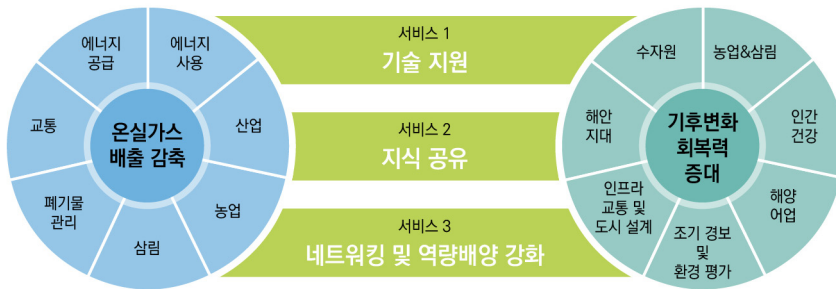 에너지
공급
에너지
사용
교통
산업
온실가스
배출 감축
폐기물
관리
농업
삼림
서비스 1
기술 지원
서비스 2
지식 공유
서비스 3
네트워킹 및 역량배양 강화
수자원
농업&삼림
해안
지대
인간
건강
기후변화
회복력
증대
인프라
교통 및
도시 설계
해양
어업
조기 경보
및
환경 평가